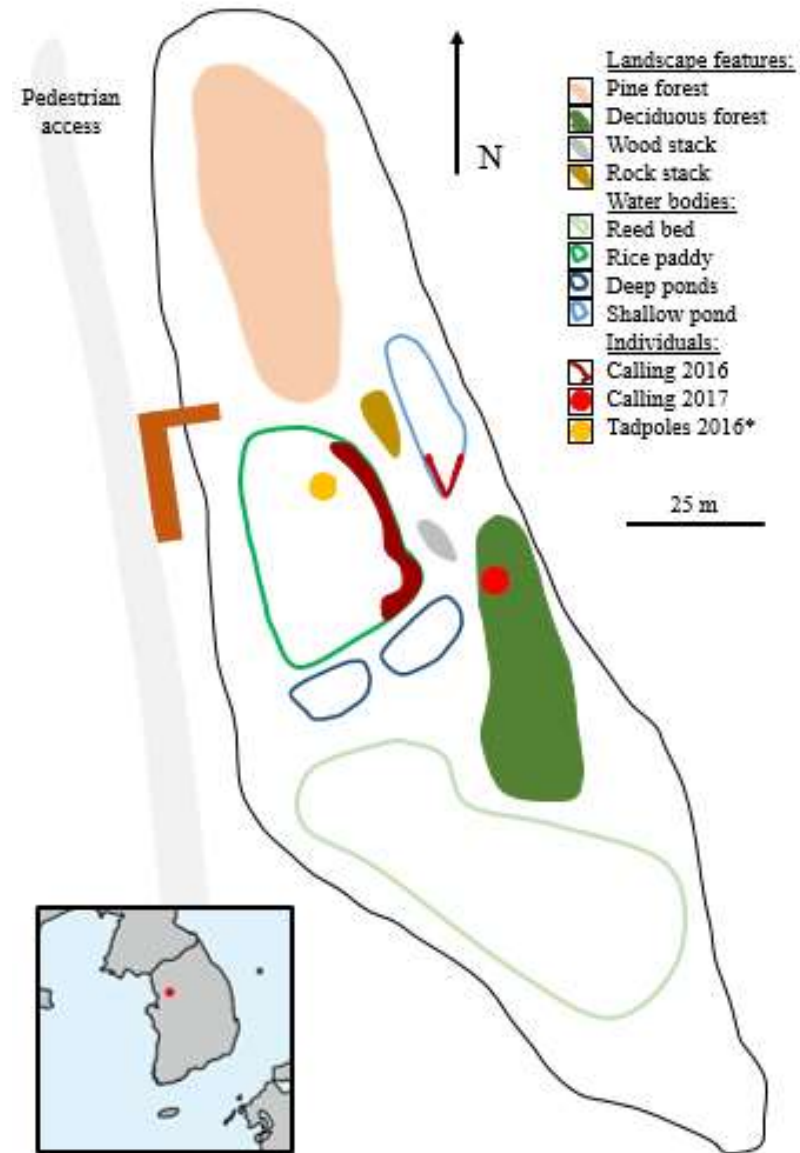 Pedestrian
access
N
Landscape features:
Pine forest
Deciduous forest
Wood stack
Rock stack
Water bodies:
Reed bed
Rice paddy
Deep ponds
Shallow pond
Individuals:
Calling 2016
Calling 2017
Tadpoles 2016*
25 m